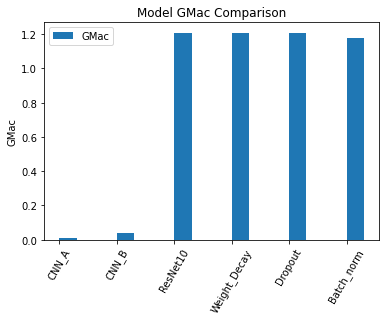 Model GMac Comparison
GMac
GMac
1.2
1.0
0.8
0.6
0.4
0.2
0.0
CNN_A
CNN_B
ResNet10
Weight_Decay
Dropout
Batch_norm